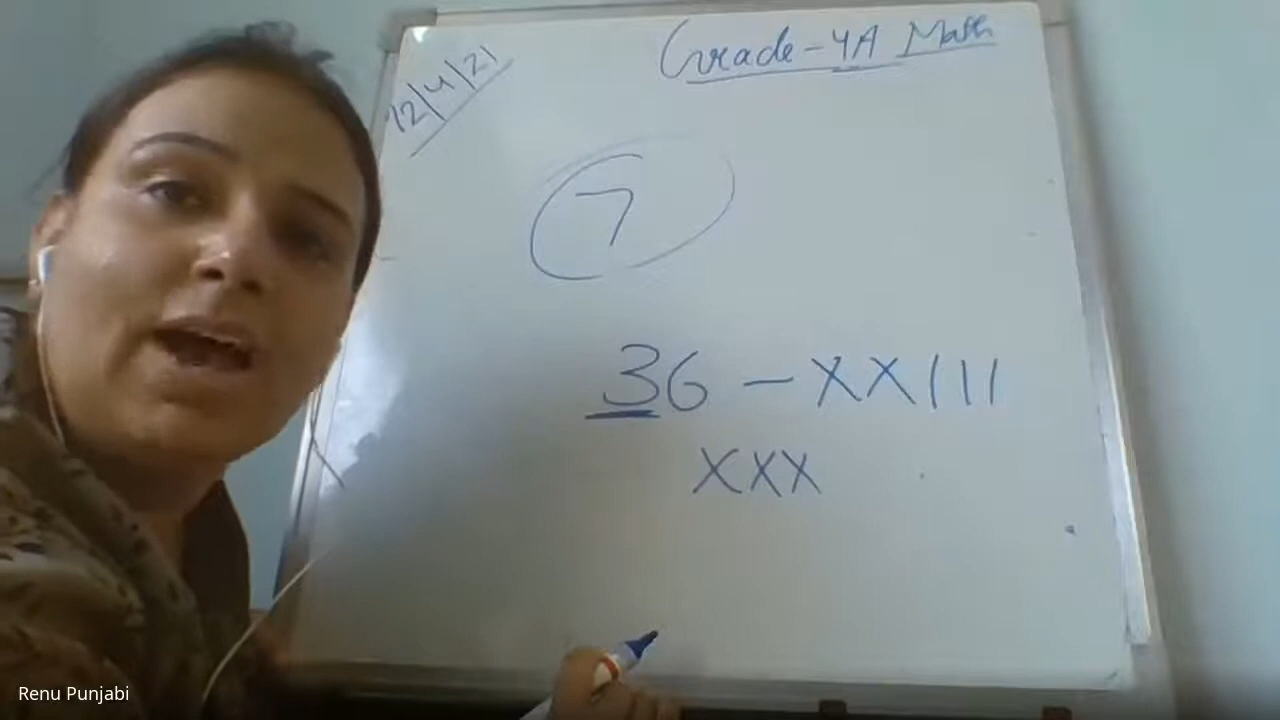 12/4/21
Grade-4A Math
7
36 - XXIII
XXX
Renu Punjabi